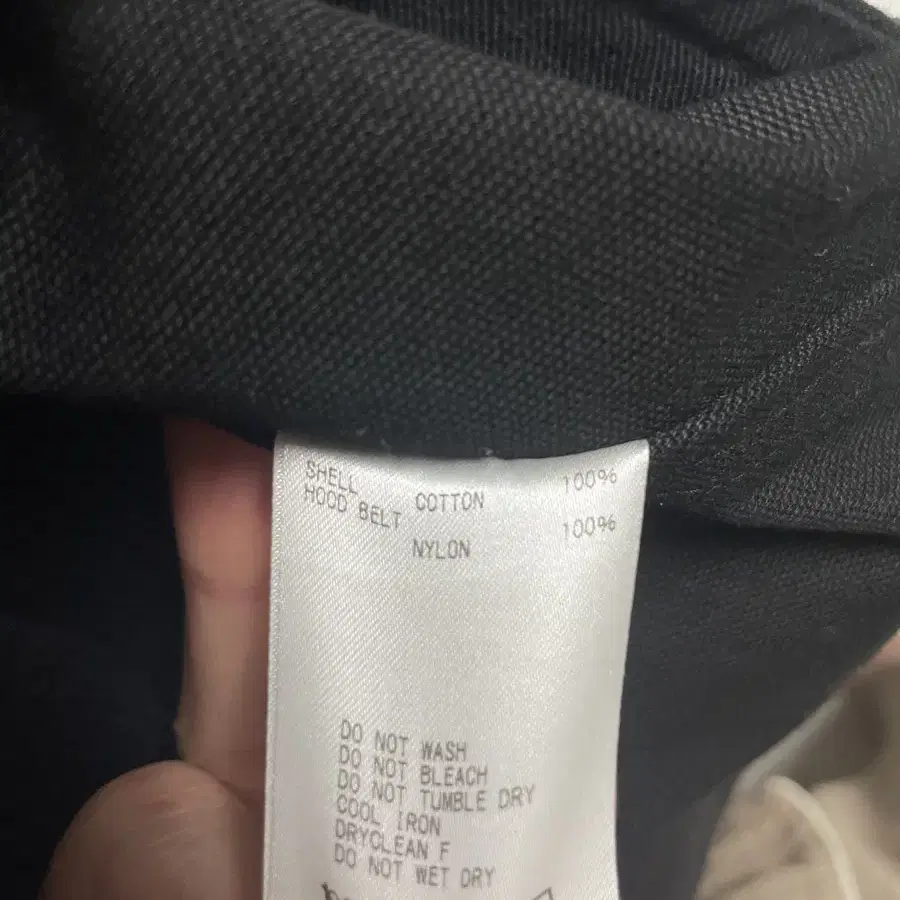 SHELL
COTTON 100%
HOOD BELT
NYLON 100%
DO NOT WASH
DO NOT BLEACH
DO NOT TUMBLE DRY
COOL IRON
DRYCLEAN F
DO NOT WET DRY